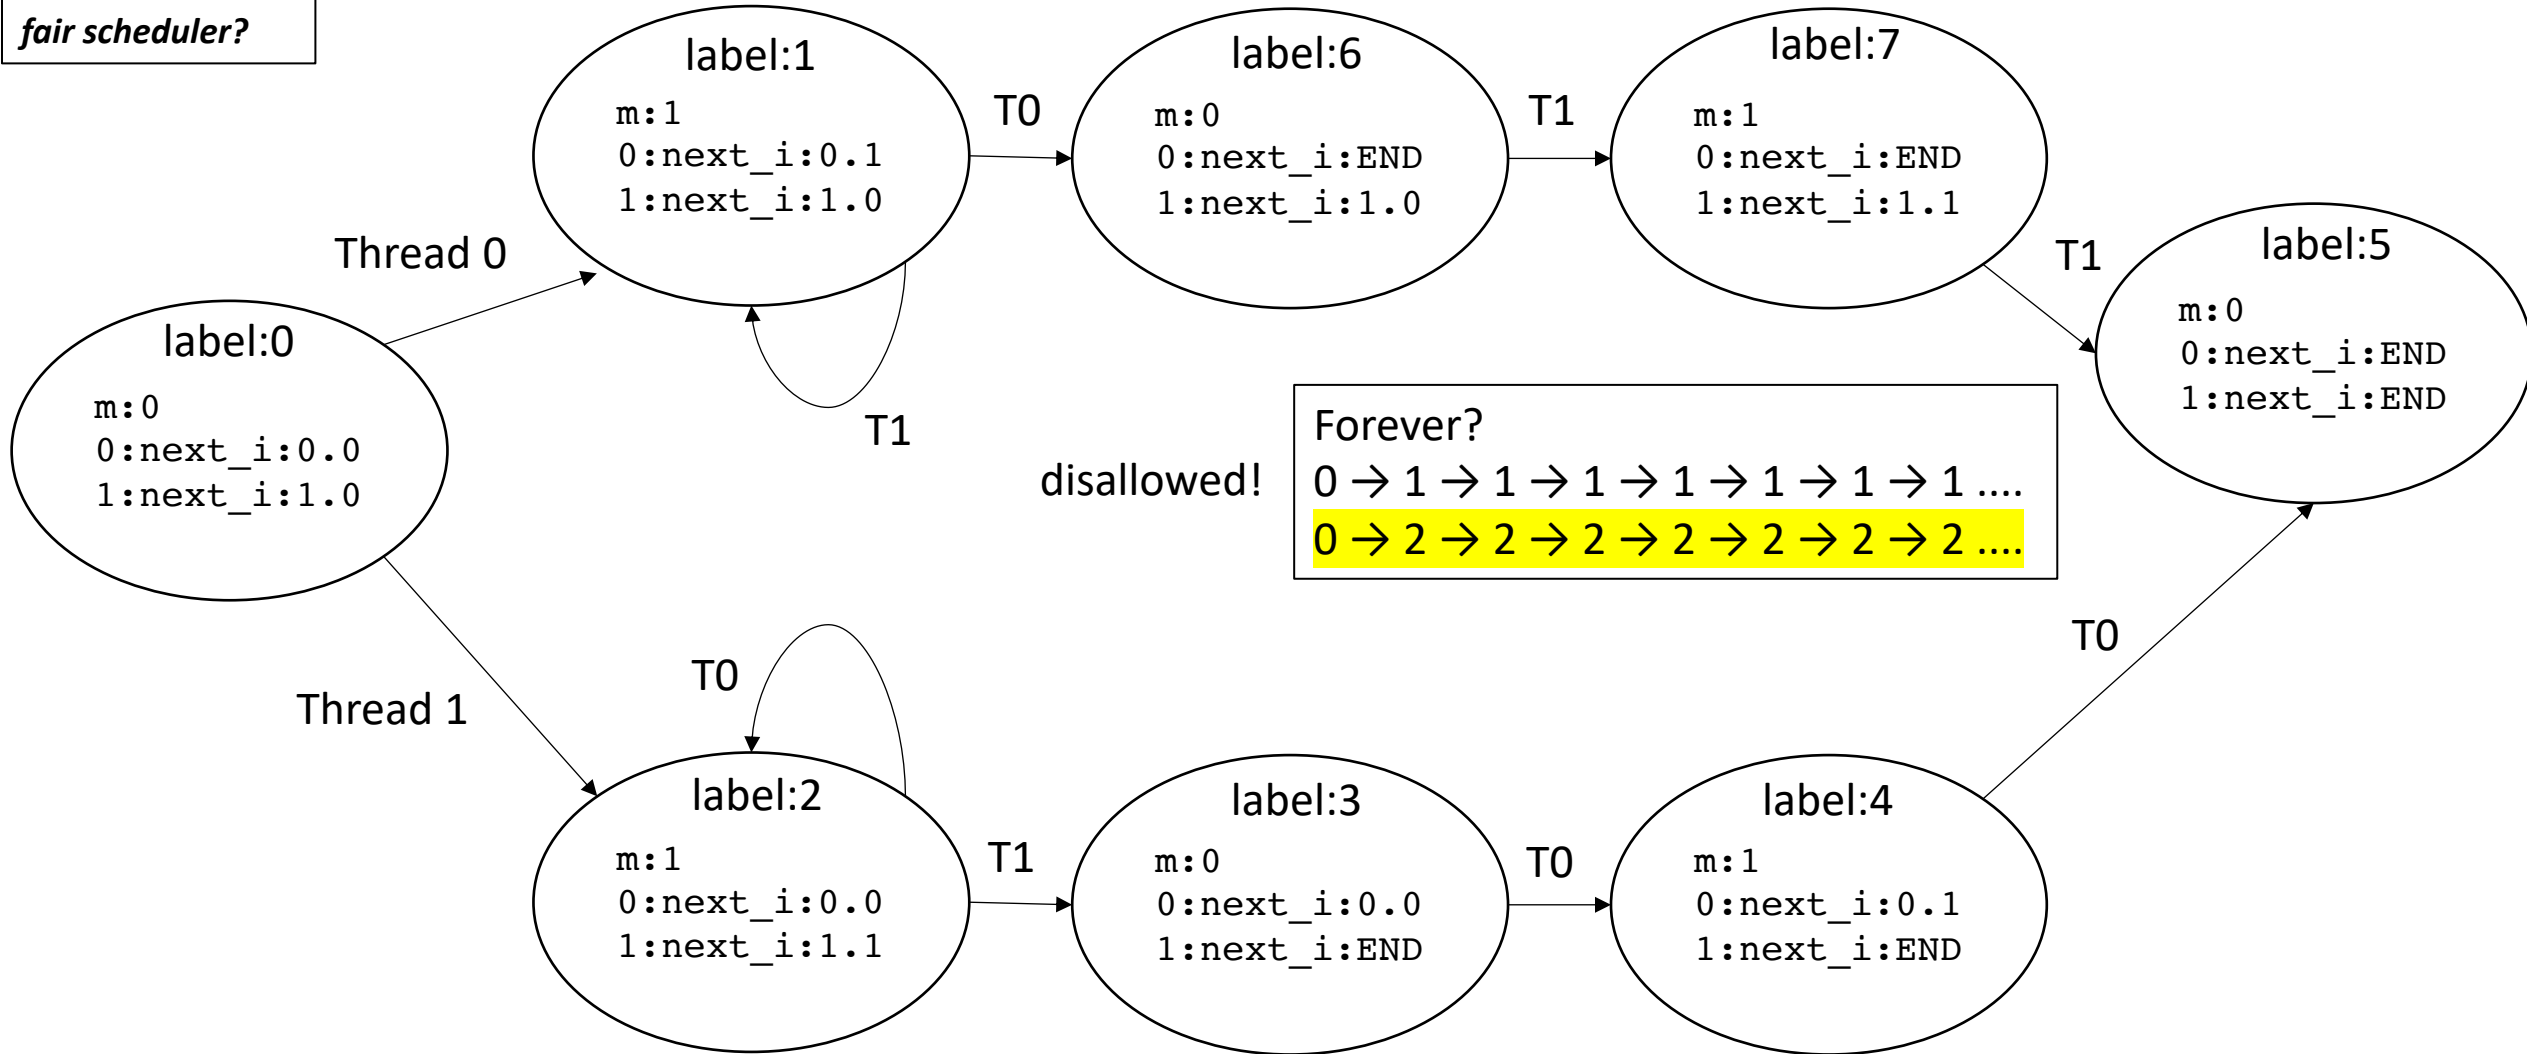 fair scheduler?
label:1
m:1
0:next_i:0.1
1:next_i:1.0
T0
label:6
m:0
0:next_i:END
1:next_i:1.0
T1
label:7
m:1
0:next_i:END
1:next_i:1.1
T1
label:5
m:0
0:next_i:END
1:next_i:END
Thread 0
T1
label:0
m:0
0:next_i:0.0
1:next_i:1.0
disallowed!
Forever?
0 → 1 → 1 → 1 → 1 → 1 → 1 → 1 ....
0 → 2 → 2 → 2 → 2 → 2 → 2 → 2 ....
Thread 1
T0
label:2
m:1
0:next_i:0.0
1:next_i:1.1
T1
label:3
m:0
0:next_i:0.0
1:next_i:END
T0
label:4
m:1
0:next_i:0.1
1:next_i:END
T0